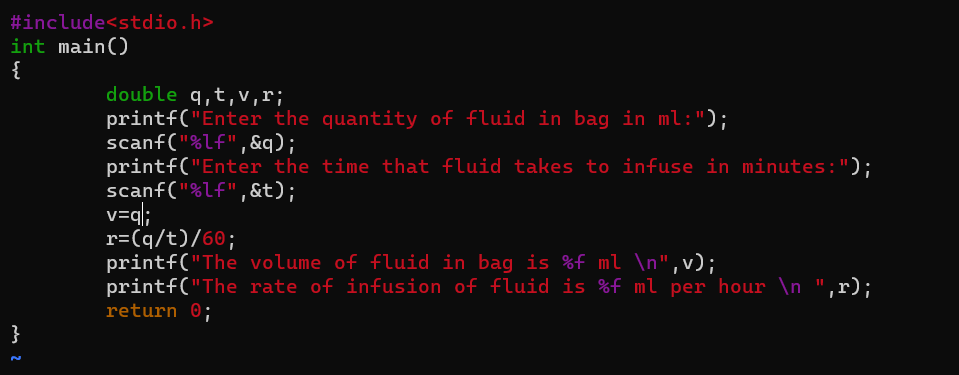 #include<stdio.h>
int main()
{
        double q,t,v,r;
        printf("Enter the quantity of fluid in bag in ml:");
        scanf("%lf",&q);
        printf("Enter the time that fluid takes to infuse in minutes:");
        scanf("%lf",&t);
        v=q;
        r=(q/t)/60;
        printf("The volume of fluid in bag is %f ml \n",v);
        printf("The rate of infusion of fluid is %f ml per hour \n ",r);
        return 0;
}
~